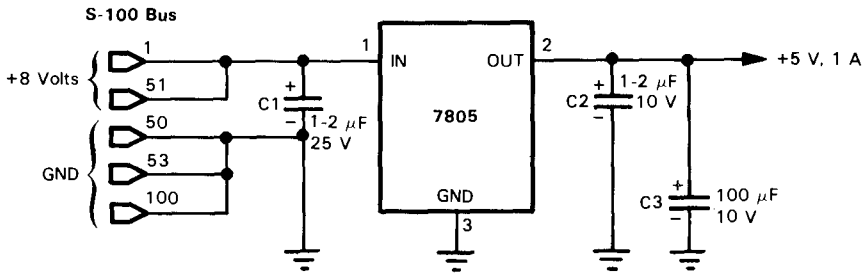 S-100 Bus
+8 Volts
1
51
GND
50
53
100
+
C1
−
1-2 μF
25 V
1
IN
OUT
2
7805
GND
3
+
C2
−
1-2 μF
10 V
+
C3
−
100 μF
10 V
+5 V, 1 A